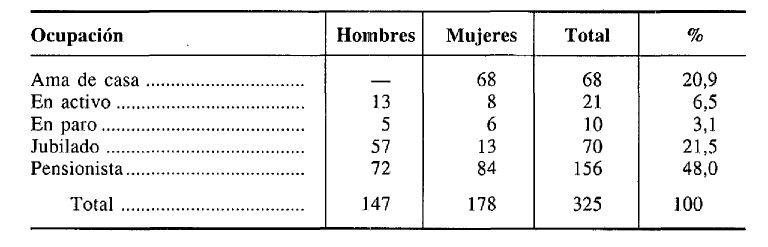 Ocupación Hombres Mujeres Total %
Ama de casa ................................ — 68 68 20,9
En activo ..................................... 13 8 21 6,5
En paro ........................................ 5 6 10 3,1
Jubilado ....................................... 57 13 70 21,5
Pensionista................................... 72 84 156 48,0
Total ..................................... 147 178 325 100